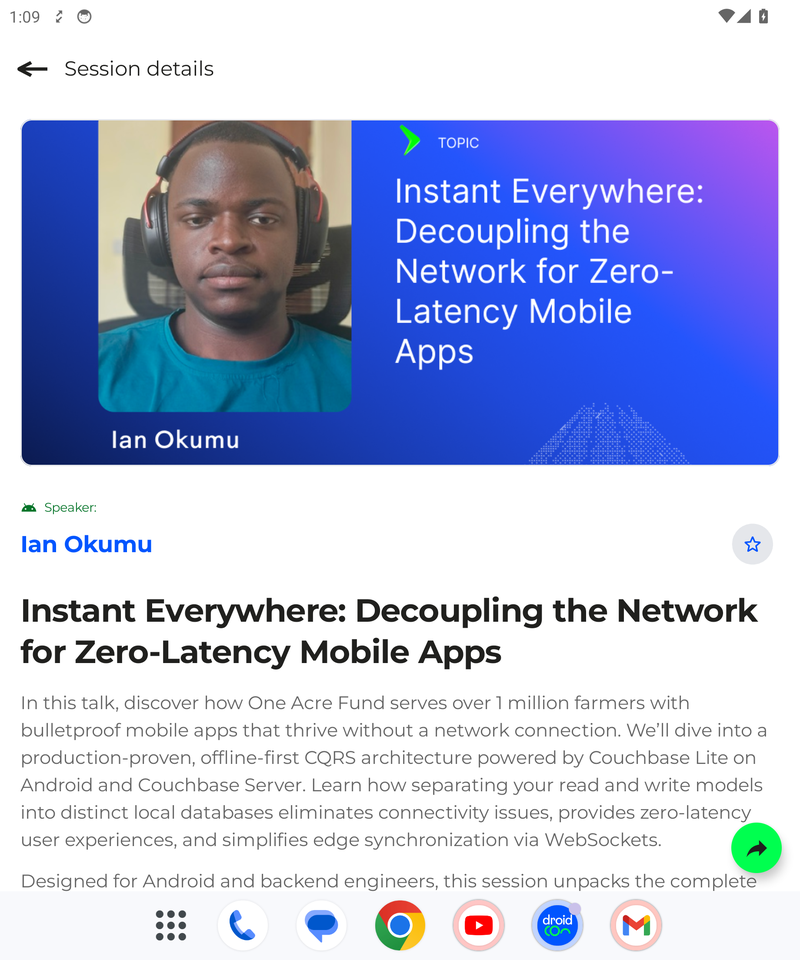 1:09
Session details
TOPIC
Instant Everywhere:
Decoupling the
Network for Zero-
Latency Mobile
Apps
Ian Okumu
Speaker:
Ian Okumu
Instant Everywhere: Decoupling the Network
for Zero-Latency Mobile Apps
In this talk, discover how One Acre Fund serves over 1 million farmers with
bulletproof mobile apps that thrive without a network connection. We’ll dive into a
production-proven, offline-first CQRS architecture powered by Couchbase Lite on
Android and Couchbase Server. Learn how separating your read and write models
into distinct local databases eliminates connectivity issues, provides zero-latency
user experiences, and simplifies edge synchronization via WebSockets.
Designed for Android and backend engineers, this session unpacks the complete
droid
con